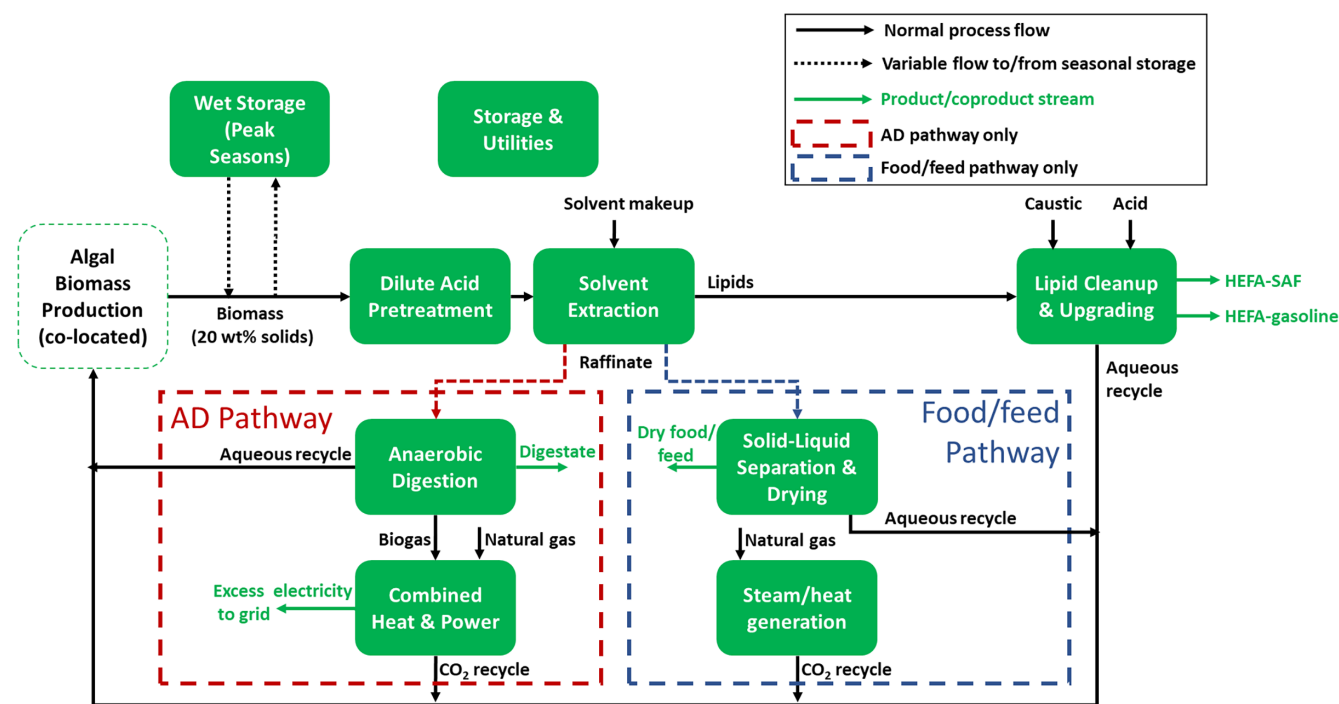 Normal process flow
Variable flow to/from seasonal storage
Product/coproduct stream
AD pathway only
Food/feed pathway only
Wet Storage
(Peak
Seasons)
Storage &
Utilities
Solvent makeup
Caustic
Acid
Algal
Biomass
Production
(co-located)
Biomass
(20 wt% solids)
Dilute Acid
Pretreatment
Solvent
Extraction
Lipids
Lipid Cleanup
& Upgrading
HEFA-SAF
HEFA-gasoline
Raffinate
Aqueous
recycle
AD Pathway
Aqueous recycle
Anaerobic
Digestion
Digestate
Biogas
Natural gas
Excess electricity
to grid
Combined
Heat & Power
CO₂ recycle
Food/feed
Pathway
Dry food/
feed
Solid-Liquid
Separation &
Drying
Aqueous recycle
Natural gas
Steam/heat
generation
CO₂ recycle